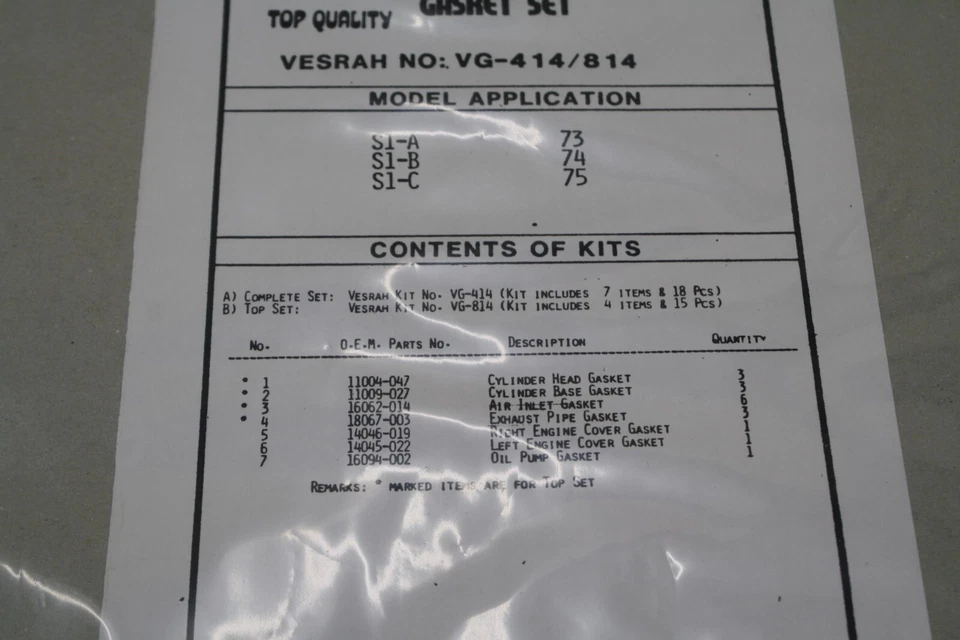 GASKET SET
TOP QUALITY
VESRAH NO: VG-414/814
MODEL APPLICATION
S1-A 73
S1-B 74
S1-C 75
CONTENTS OF KITS
A) COMPLETE SET: VESRAH KIT NO. VG-414 (KIT INCLUDES 7 ITEMS & 18 PCS)
B) TOP SET: VESRAH KIT NO. VG-814 (KIT INCLUDES 4 ITEMS & 15 PCS)
NO. O.E.M. PARTS NO. DESCRIPTION QUANTITY
* 1 11004-047 CYLINDER HEAD GASKET 3
* 2 11009-027 CYLINDER BASE GASKET 3
* 3 16062-014 AIR INLET GASKET 6
* 4 18067-003 EXHAUST PIPE GASKET 3
5 14046-019 RIGHT ENGINE COVER GASKET 1
6 14045-022 LEFT ENGINE COVER GASKET 1
7 16094-002 OIL PUMP GASKET 1
REMARKS: * MARKED ITEMS ARE FOR TOP SET